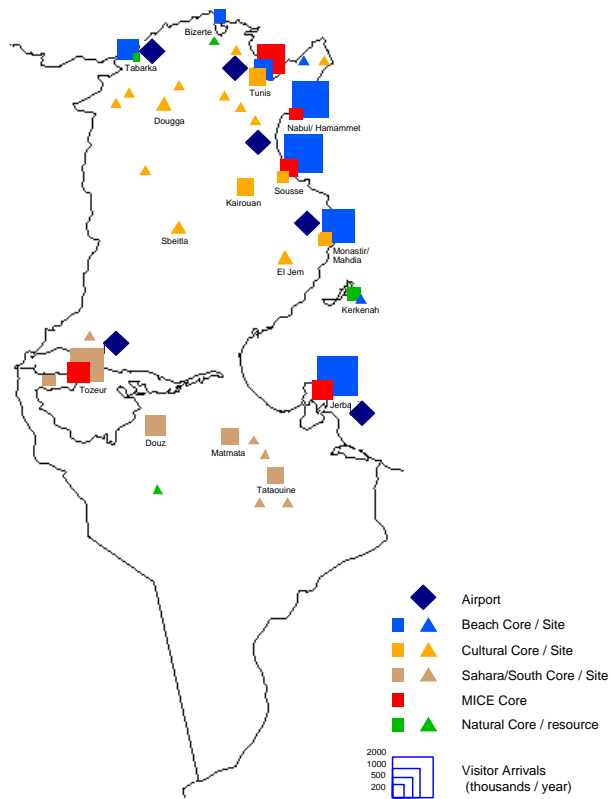 Bizerte
Tabarka
Tunis
Dougga
Nabul/ Hamammet
Sousse
Kairouan
Sbeitla
Monastir/
Mahdia
El Jem
Kerkenah
Tozeur
Jerba
Douz
Matmata
Tataouine
Airport
Beach Core / Site
Cultural Core / Site
Sahara/South Core / Site
MICE Core
Natural Core / resource
2000
1000
500
200
Visitor Arrivals
(thousands / year)